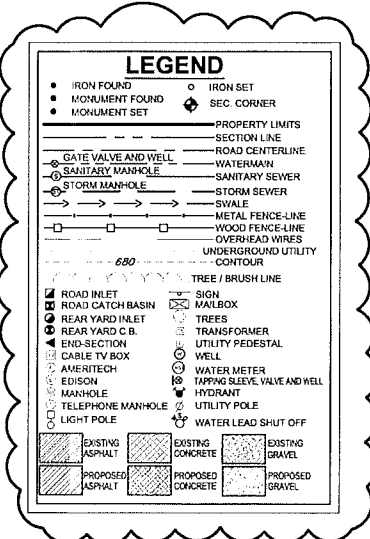 LEGEND
IRON FOUND
IRON SET
MONUMENT FOUND
SEC. CORNER
MONUMENT SET
PROPERTY LIMITS
SECTION LINE
ROAD CENTERLINE
GATE VALVE AND WELL
WATERMAIN
SANITARY MANHOLE
S
SANITARY SEWER
STORM MANHOLE
ST
STORM SEWER
SWALE
METAL FENCE-LINE
WOOD FENCE-LINE
OVERHEAD WIRES
UNDERGROUND UTILITY
680
CONTOUR
TREE / BRUSH LINE
ROAD INLET
ROAD CATCH BASIN
REAR YARD INLET
REAR YARD C.B.
END-SECTION
CABLE TV BOX
AMERITECH
EDISON
MANHOLE
TELEPHONE MANHOLE
LIGHT POLE
SIGN
MAILBOX
TREES
TRANSFORMER
UTILITY PEDESTAL
WELL
WATER METER
TAPPING SLEEVE, VALVE AND WELL
HYDRANT
UTILITY POLE
WATER LEAD SHUT OFF
EXISTING ASPHALT
EXISTING CONCRETE
EXISTING GRAVEL
PROPOSED ASPHALT
PROPOSED CONCRETE
PROPOSED GRAVEL